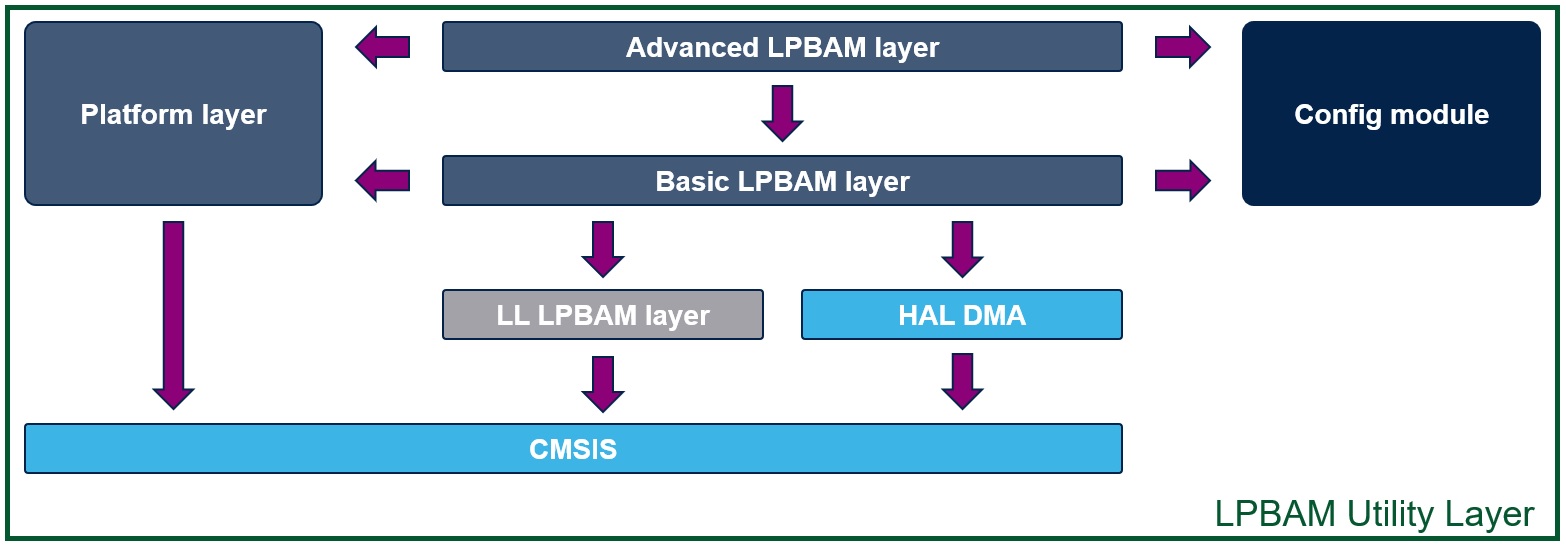 Advanced LPBAM layer
Platform layer
Config module
Basic LPBAM layer
LL LPBAM layer
HAL DMA
CMSIS
LPBAM Utility Layer